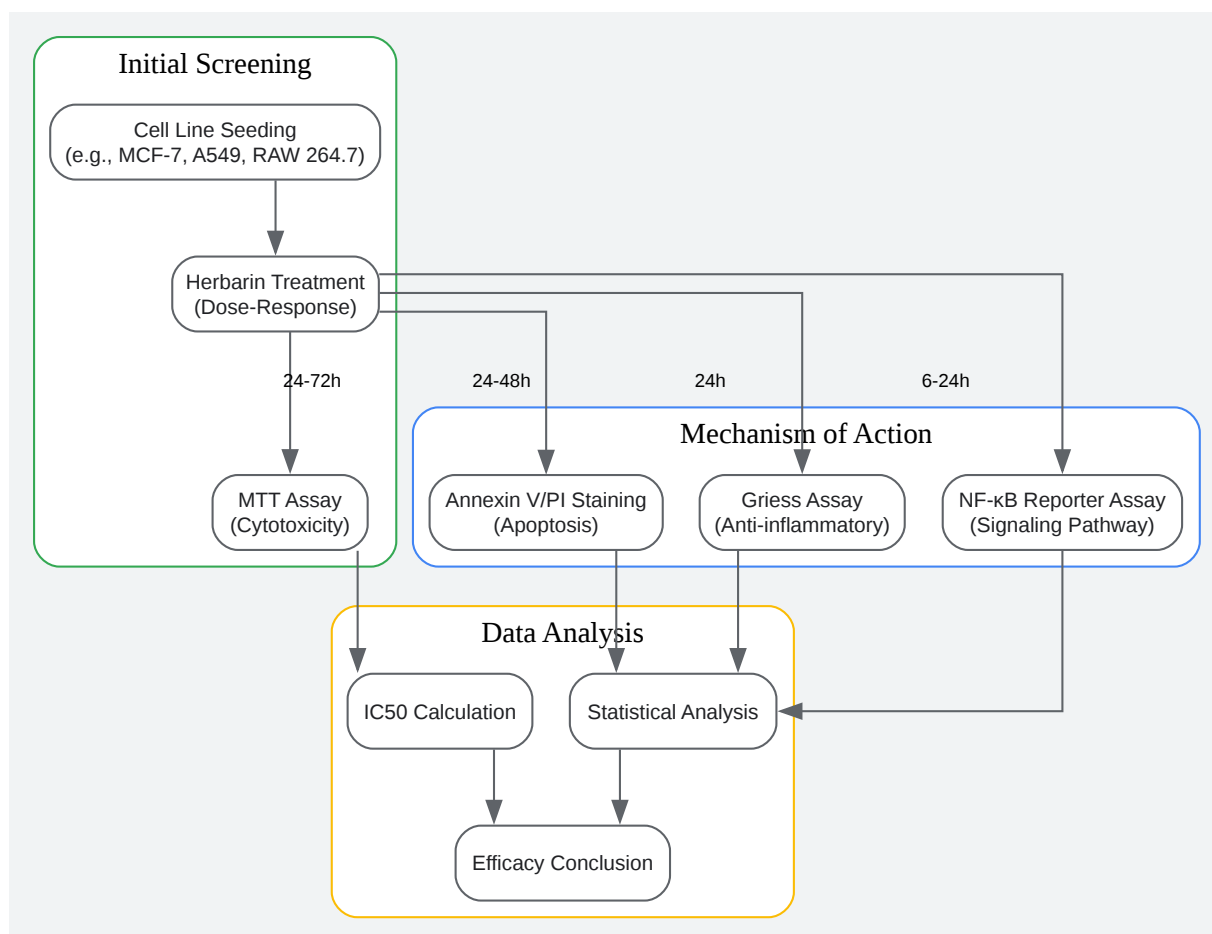 Initial Screening
Cell Line Seeding
(e.g., MCF-7, A549, RAW 264.7)
Herbarin Treatment
(Dose-Response)
24-72h
24-48h
24h
6-24h
Mechanism of Action
MTT Assay
(Cytotoxicity)
Annexin V/PI Staining
(Apoptosis)
Griess Assay
(Anti-inflammatory)
NF-κB Reporter Assay
(Signaling Pathway)
Data Analysis
IC50 Calculation
Statistical Analysis
Efficacy Conclusion